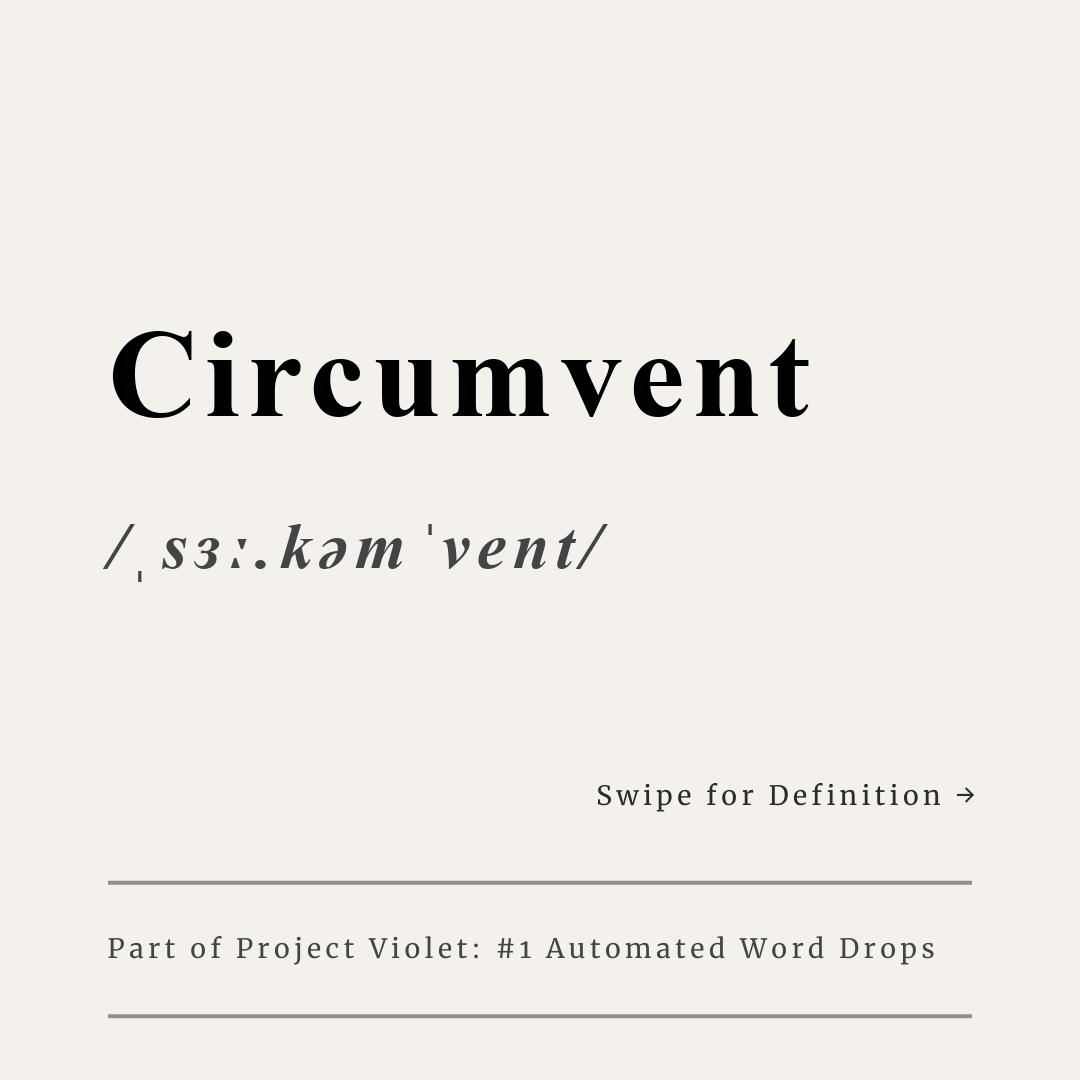 Circumvent
/ˌsɜː.kəmˈvent/
Swipe for Definition →
Part of Project Violet: #1 Automated Word Drops